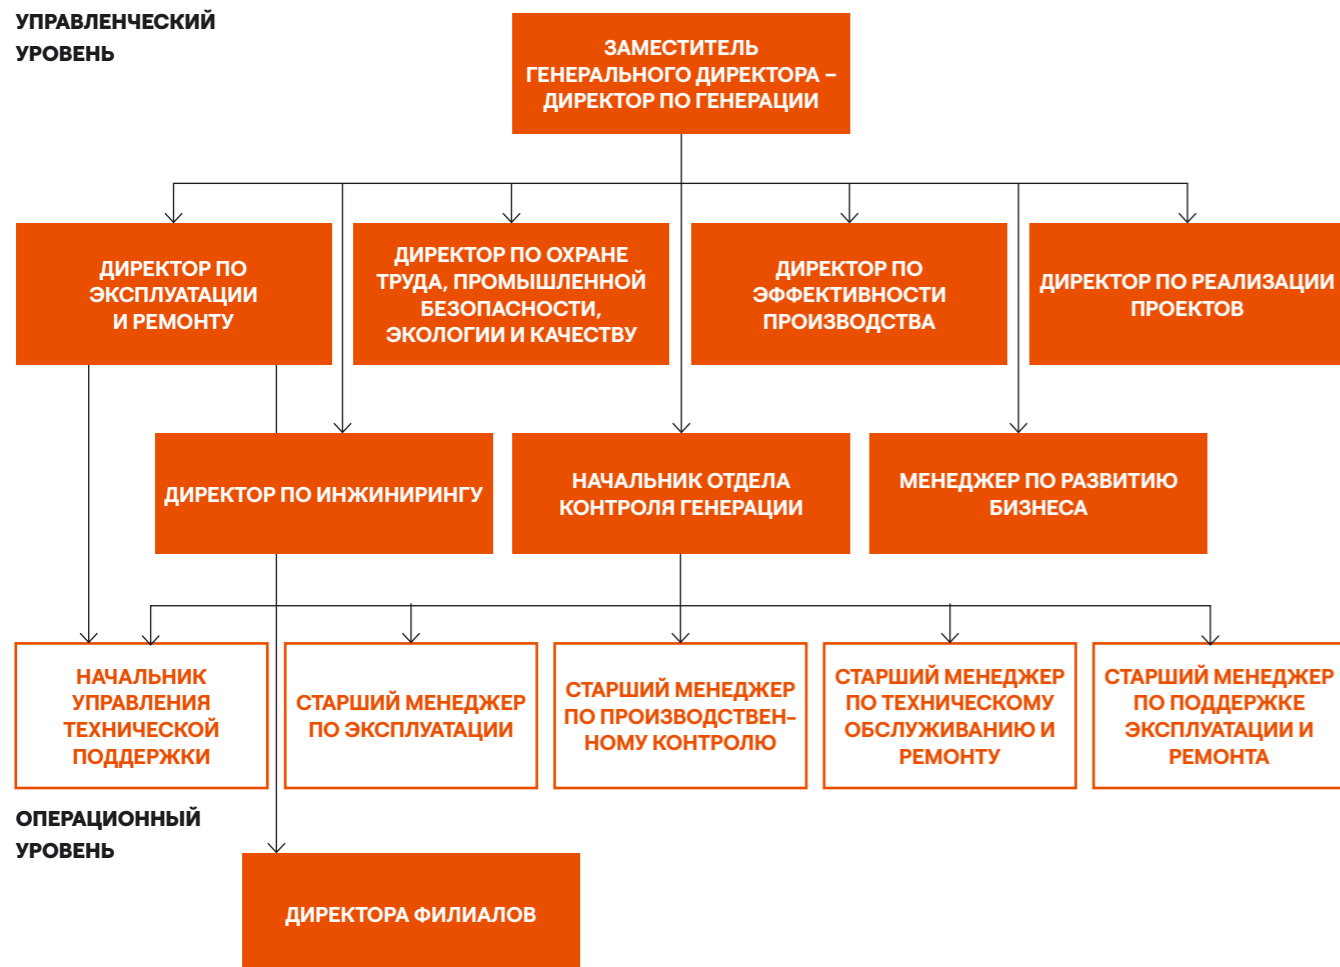 УПРАВЛЕНЧЕСКИЙ
УРОВЕНЬ
ЗАМЕСТИТЕЛЬ
ГЕНЕРАЛЬНОГО ДИРЕКТОРА –
ДИРЕКТОР ПО ГЕНЕРАЦИИ
ДИРЕКТОР ПО
ЭКСПЛУАТАЦИИ
И РЕМОНТУ
ДИРЕКТОР ПО ОХРАНЕ
ТРУДА, ПРОМЫШЛЕННОЙ
БЕЗОПАСНОСТИ,
ЭКОЛОГИИ И КАЧЕСТВУ
ДИРЕКТОР ПО
ЭФФЕКТИВНОСТИ
ПРОИЗВОДСТВА
ДИРЕКТОР ПО РЕАЛИЗАЦИИ
ПРОЕКТОВ
ДИРЕКТОР ПО ИНЖИНИРИНГУ
НАЧАЛЬНИК ОТДЕЛА
КОНТРОЛЯ ГЕНЕРАЦИИ
МЕНЕДЖЕР ПО РАЗВИТИЮ
БИЗНЕСА
НАЧАЛЬНИК
УПРАВЛЕНИЯ
ТЕХНИЧЕСКОЙ
ПОДДЕРЖКИ
СТАРШИЙ МЕНЕДЖЕР
ПО ЭКСПЛУАТАЦИИ
СТАРШИЙ МЕНЕДЖЕР
ПО ПРОИЗВОДСТВЕН-
НОМУ КОНТРОЛЮ
СТАРШИЙ МЕНЕДЖЕР
ПО ТЕХНИЧЕСКОМУ
ОБСЛУЖИВАНИЮ И
РЕМОНТУ
СТАРШИЙ МЕНЕДЖЕР
ПО ПОДДЕРЖКЕ
ЭКСПЛУАТАЦИИ И
РЕМОНТА
ОПЕРАЦИОННЫЙ
УРОВЕНЬ
ДИРЕКТОРА ФИЛИАЛОВ